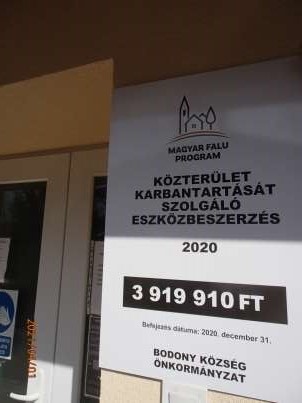 MAGYAR FALU
PROGRAM
KÖZTERÜLET
KARBANTARTÁSÁT
SZOLGÁLÓ
ESZKÖZBESZERZÉS
2020
3 919 910 FT
Befejezés dátuma: 2020. december 31.
BODONY KÖZSÉG
ÖNKORMÁNYZAT